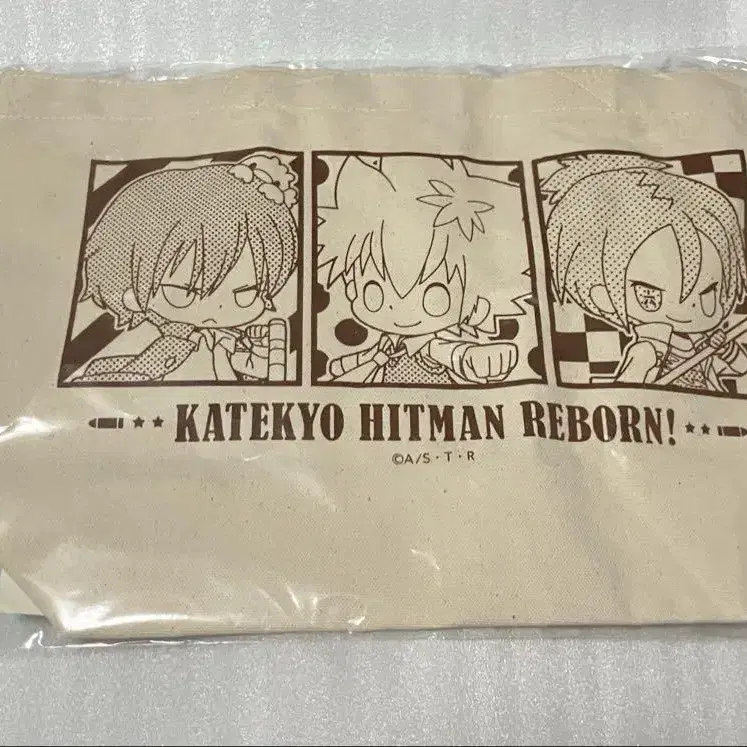 KATEKYO HITMAN REBORN!
©A/S・T・R